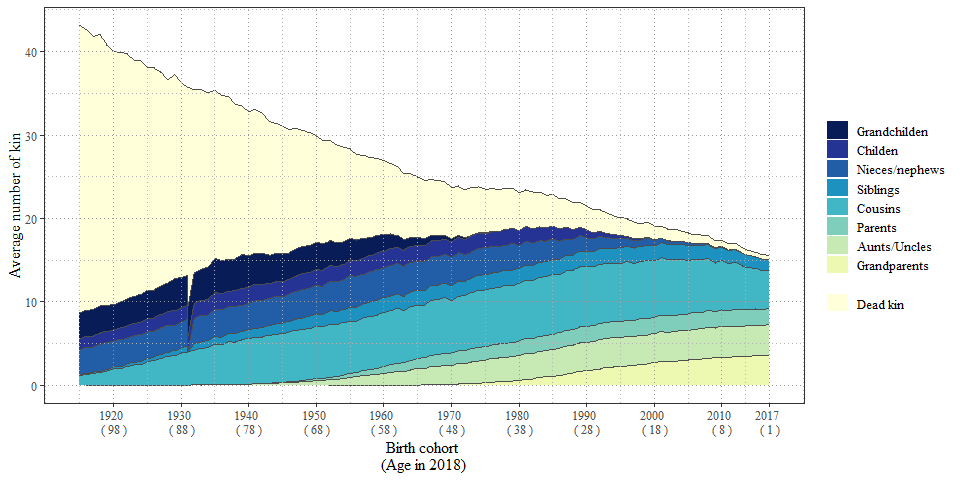 Average number of kin
40
30
20
10
0
1920 1930 1940 1950 1960 1970 1980 1990 2000 2010 2017
( 98 ) ( 88 ) ( 78 ) ( 68 ) ( 58 ) ( 48 ) ( 38 ) ( 28 ) ( 18 ) ( 8 ) ( 1 )
Birth cohort
(Age in 2018)
Grandchilden
Childen
Nieces/nephews
Siblings
Cousins
Parents
Aunts/Uncles
Grandparents
Dead kin